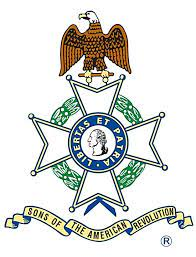 LIBERTAS ET PATRIA
SONS OF THE AMERICAN REVOLUTION
®